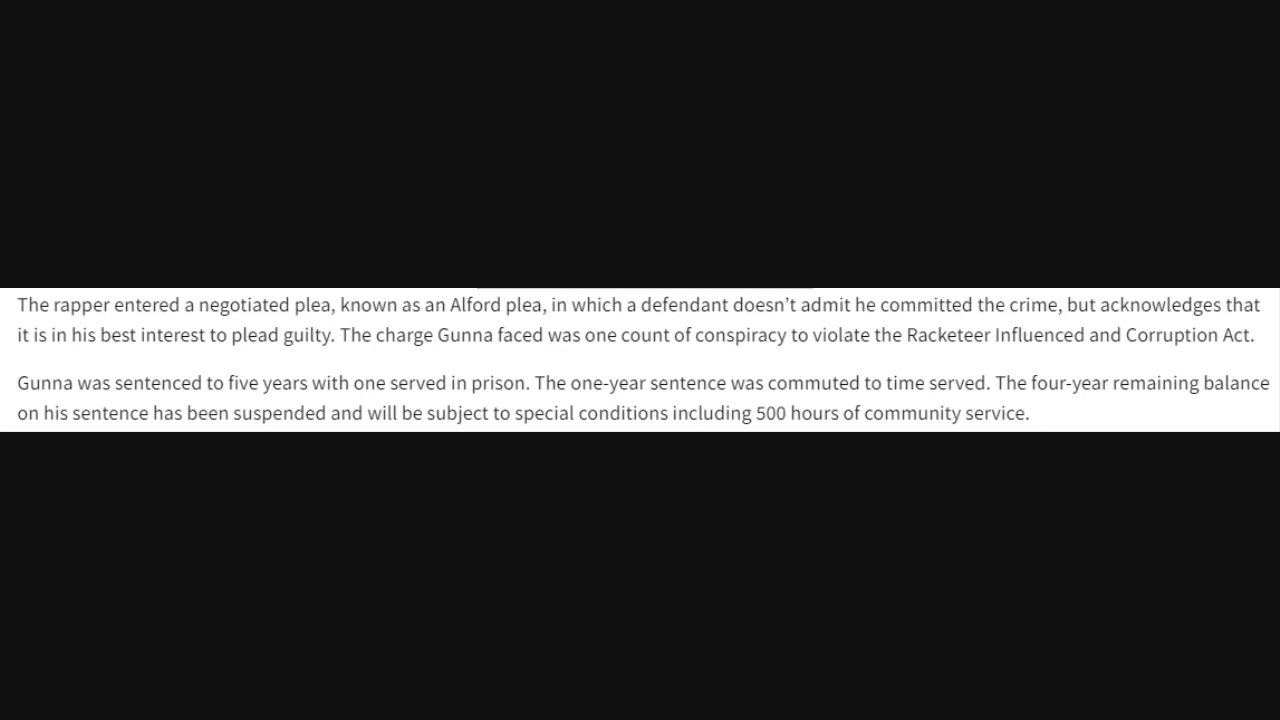 The rapper entered a negotiated plea, known as an Alford plea, in which a defendant doesn’t admit he committed the crime, but acknowledges that
it is in his best interest to plead guilty. The charge Gunna faced was one count of conspiracy to violate the Racketeer Influenced and Corruption Act.
Gunna was sentenced to five years with one served in prison. The one-year sentence was commuted to time served. The four-year remaining balance
on his sentence has been suspended and will be subject to special conditions including 500 hours of community service.